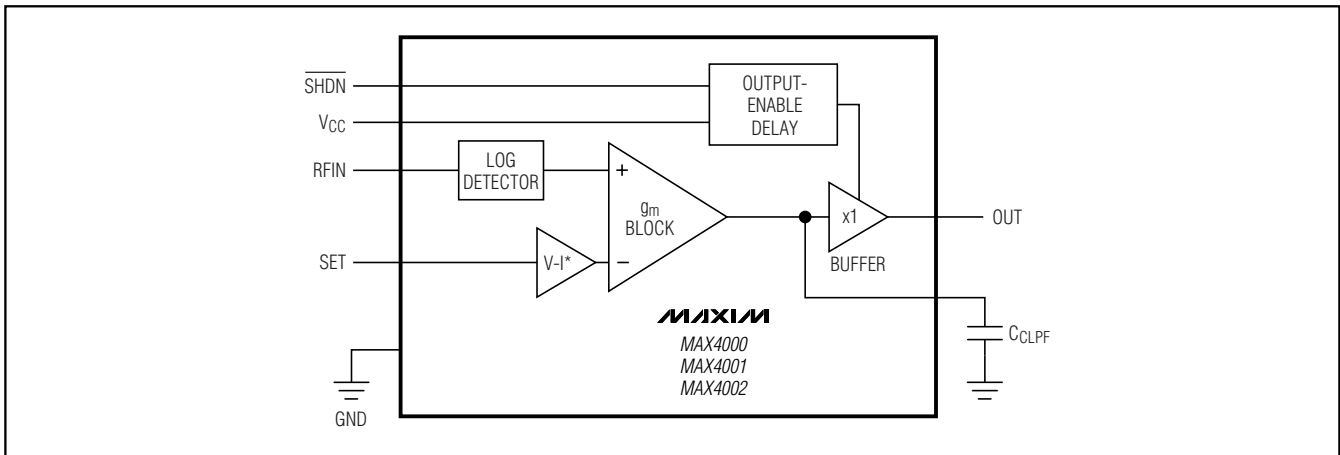 SHDN
VCC
RFIN
SET
GND
LOG
DETECTOR
+
gm
BLOCK
V-I*
−
OUTPUT-
ENABLE
DELAY
x1
BUFFER
OUT
CCLPF
MAXIM
MAX4000
MAX4001
MAX4002